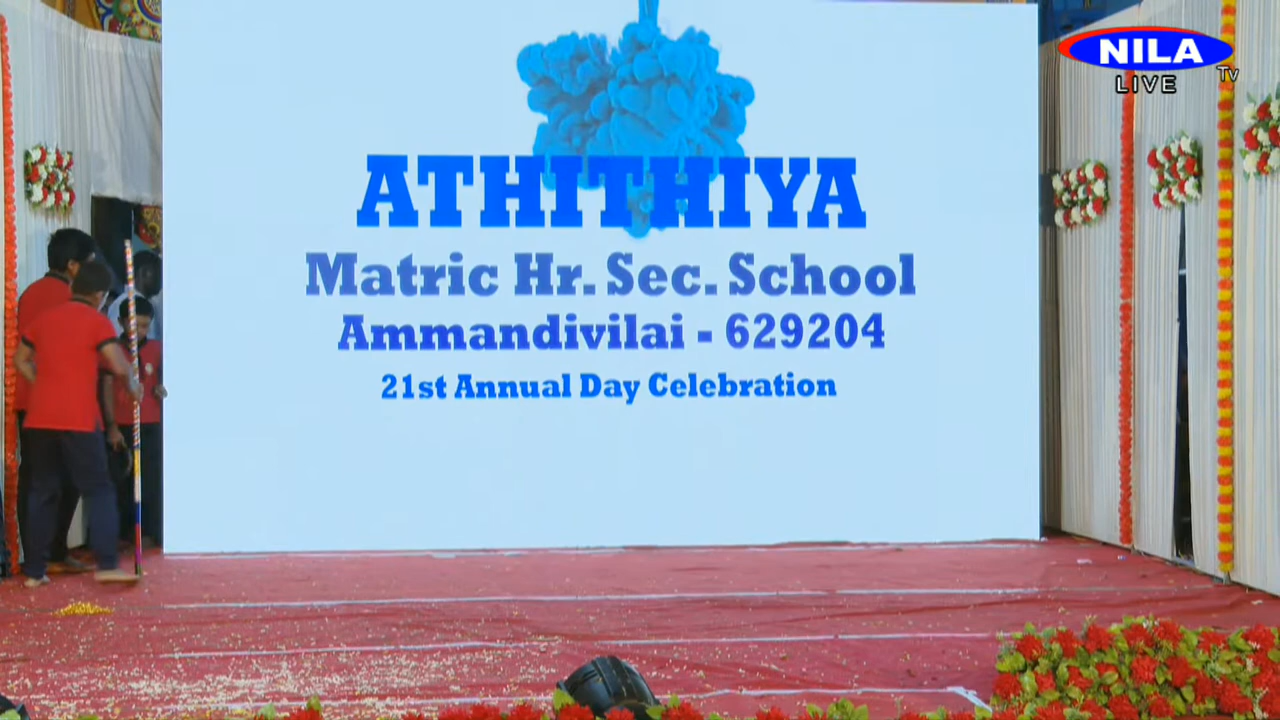 NILA
LIVE
TV
ATHITHIYA
Matric Hr. Sec. School
Ammandivilai - 629204
21st Annual Day Celebration